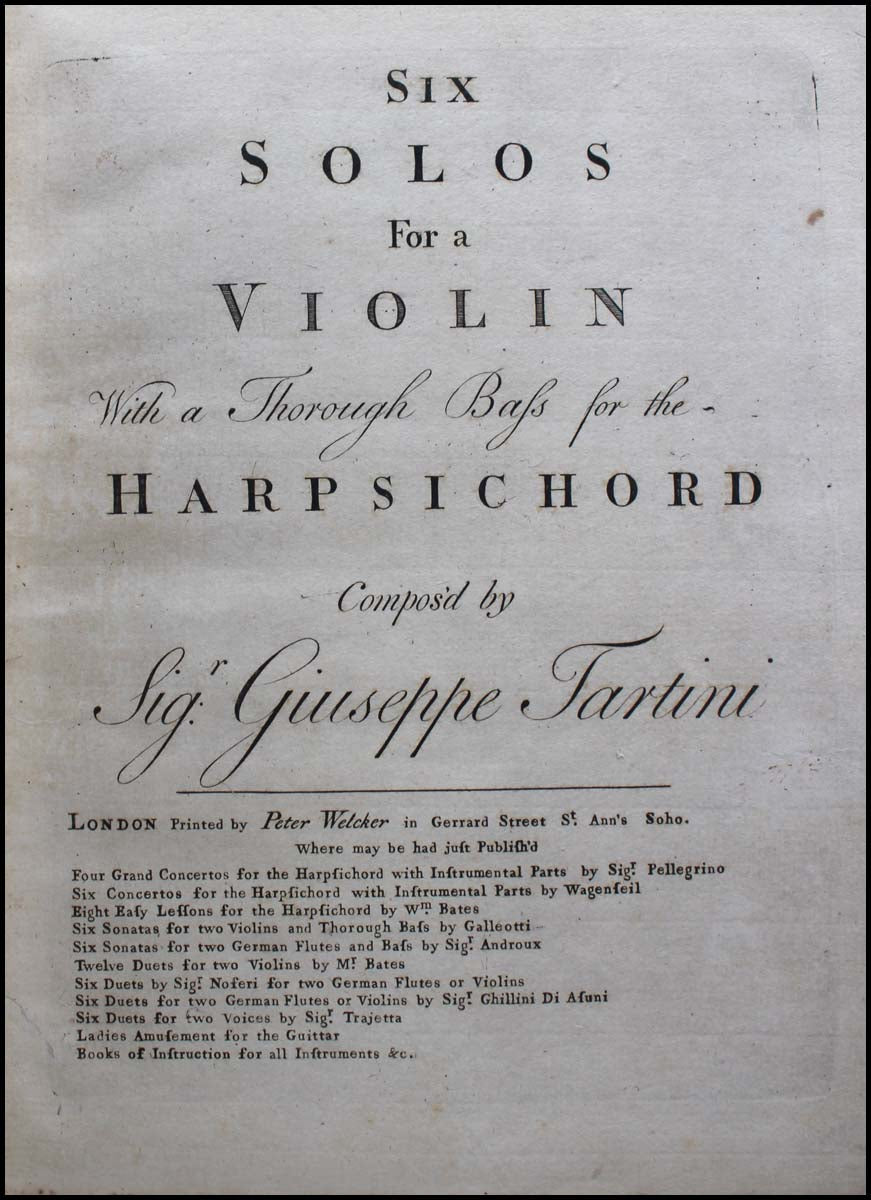 SIX
SOLOS
For a
VIOLIN
With a Thorough Baſs for the
HARPSICHORD
Compos'd by
Sig.r Giuseppe Tartini
LONDON Printed by Peter Welcker in Gerrard Street St. Ann's Soho.
Where may be had juſt Publiſh'd
Four Grand Concertos for the Harpſichord with Inſtrumental Parts by Sigr. Pellegrino
Six Concertos for the Harpſichord with Inſtrumental Parts by Wagenſeil
Eight Eaſy Leſſons for the Harpſichord by Wm. Bates
Six Sonatas for two Violins and Thorough Baſs by Galleotti
Six Sonatas for two German Flutes and Baſs by Sigr. Androux
Twelve Duets for two Violins by Mr. Bates
Six Duets by Sigr. Noferi for two German Flutes or Violins
Six Duets for two German Flutes or Violins by Sigr. Ghillini Di Aſuni
Six Duets for two Voices by Sigr. Trajetta
Ladies Amuſement for the Guittar
Books of Inſtruction for all Inſtruments &c.